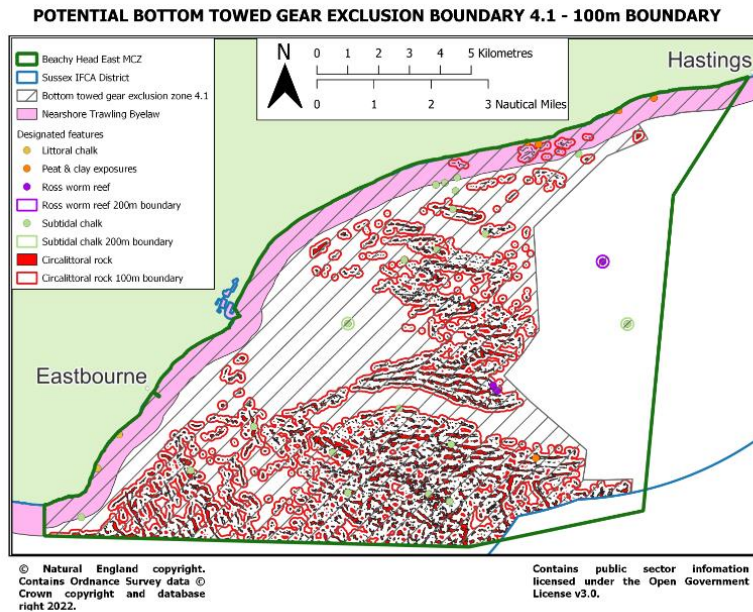 POTENTIAL BOTTOM TOWED GEAR EXCLUSION BOUNDARY 4.1 - 100m BOUNDARY
Beachy Head East MCZ
Sussex IFCA District
Bottom towed gear exclusion zone 4.1
Nearshore Trawling Byelaw
Designated features
Littoral chalk
Peat & clay exposures
Ross worm reef
Ross worm reef 200m boundary
Subtidal chalk
Subtidal chalk 200m boundary
Circalittoral rock
Circalittoral rock 100m boundary
N
0 1 2 3 4 5 Kilometres
0 1 2 3 Nautical Miles
Hastings
Eastbourne
© Natural England copyright.
Contains Ordnance Survey data ©
Crown copyright and database
right 2022.
Contains public sector infomation
licensed under the Open Government
License v3.0.